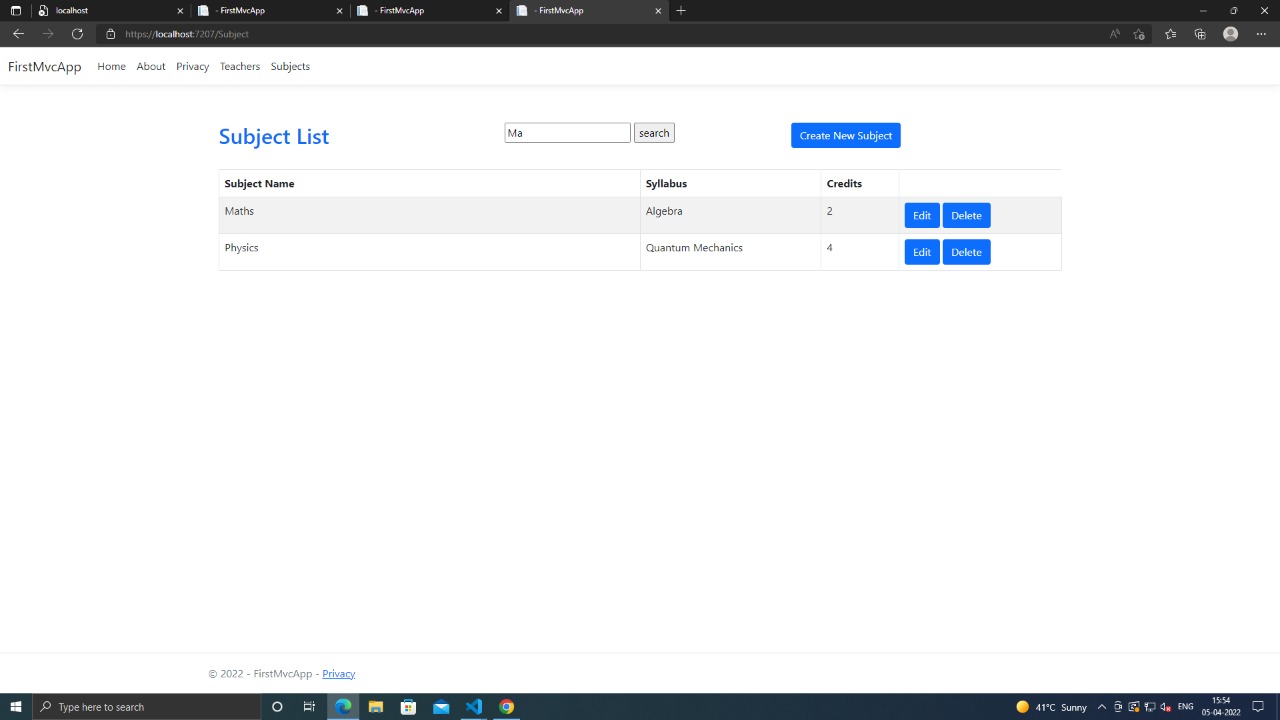 localhost
- FirstMvcApp
- FirstMvcApp
- FirstMvcApp
https://localhost:7207/Subject
FirstMvcApp Home About Privacy Teachers Subjects
Subject List Ma search Create New Subject
Subject Name Syllabus Credits
Maths Algebra 2 Edit Delete
Physics Quantum Mechanics 4 Edit Delete
© 2022 - FirstMvcApp - Privacy
Type here to search
41°C Sunny
ENG
15:54
05-04-2022